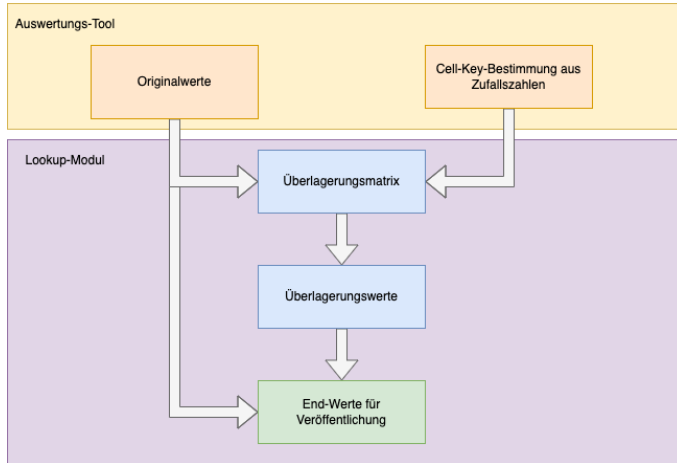 Auswertungs-Tool
Originalwerte
Cell-Key-Bestimmung aus
Zufallszahlen
Lookup-Modul
Überlagerungsmatrix
Überlagerungswerte
End-Werte für
Veröffentlichung